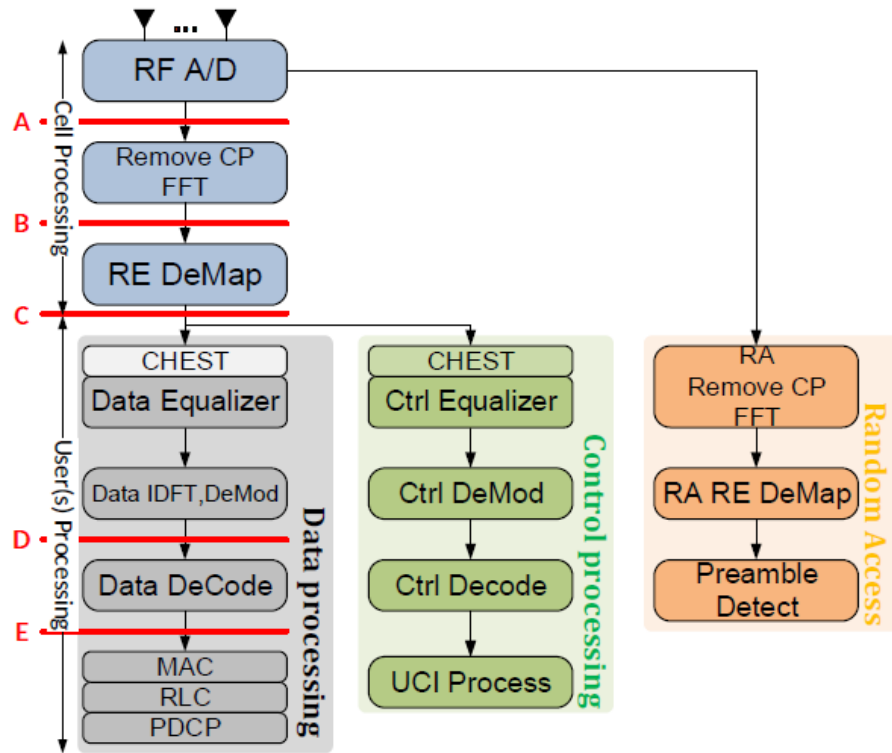 ...
RF A/D
Cell Processing
A
Remove CP
FFT
B
RE DeMap
C
User(s) Processing
CHEST
Data Equalizer
Data IDFT,DeMod
D
Data DeCode
E
MAC
RLC
PDCP
Data processing
CHEST
Ctrl Equalizer
Ctrl DeMod
Ctrl Decode
UCI Process
Control processing
RA
Remove CP
FFT
RA RE DeMap
Preamble
Detect
Random Access